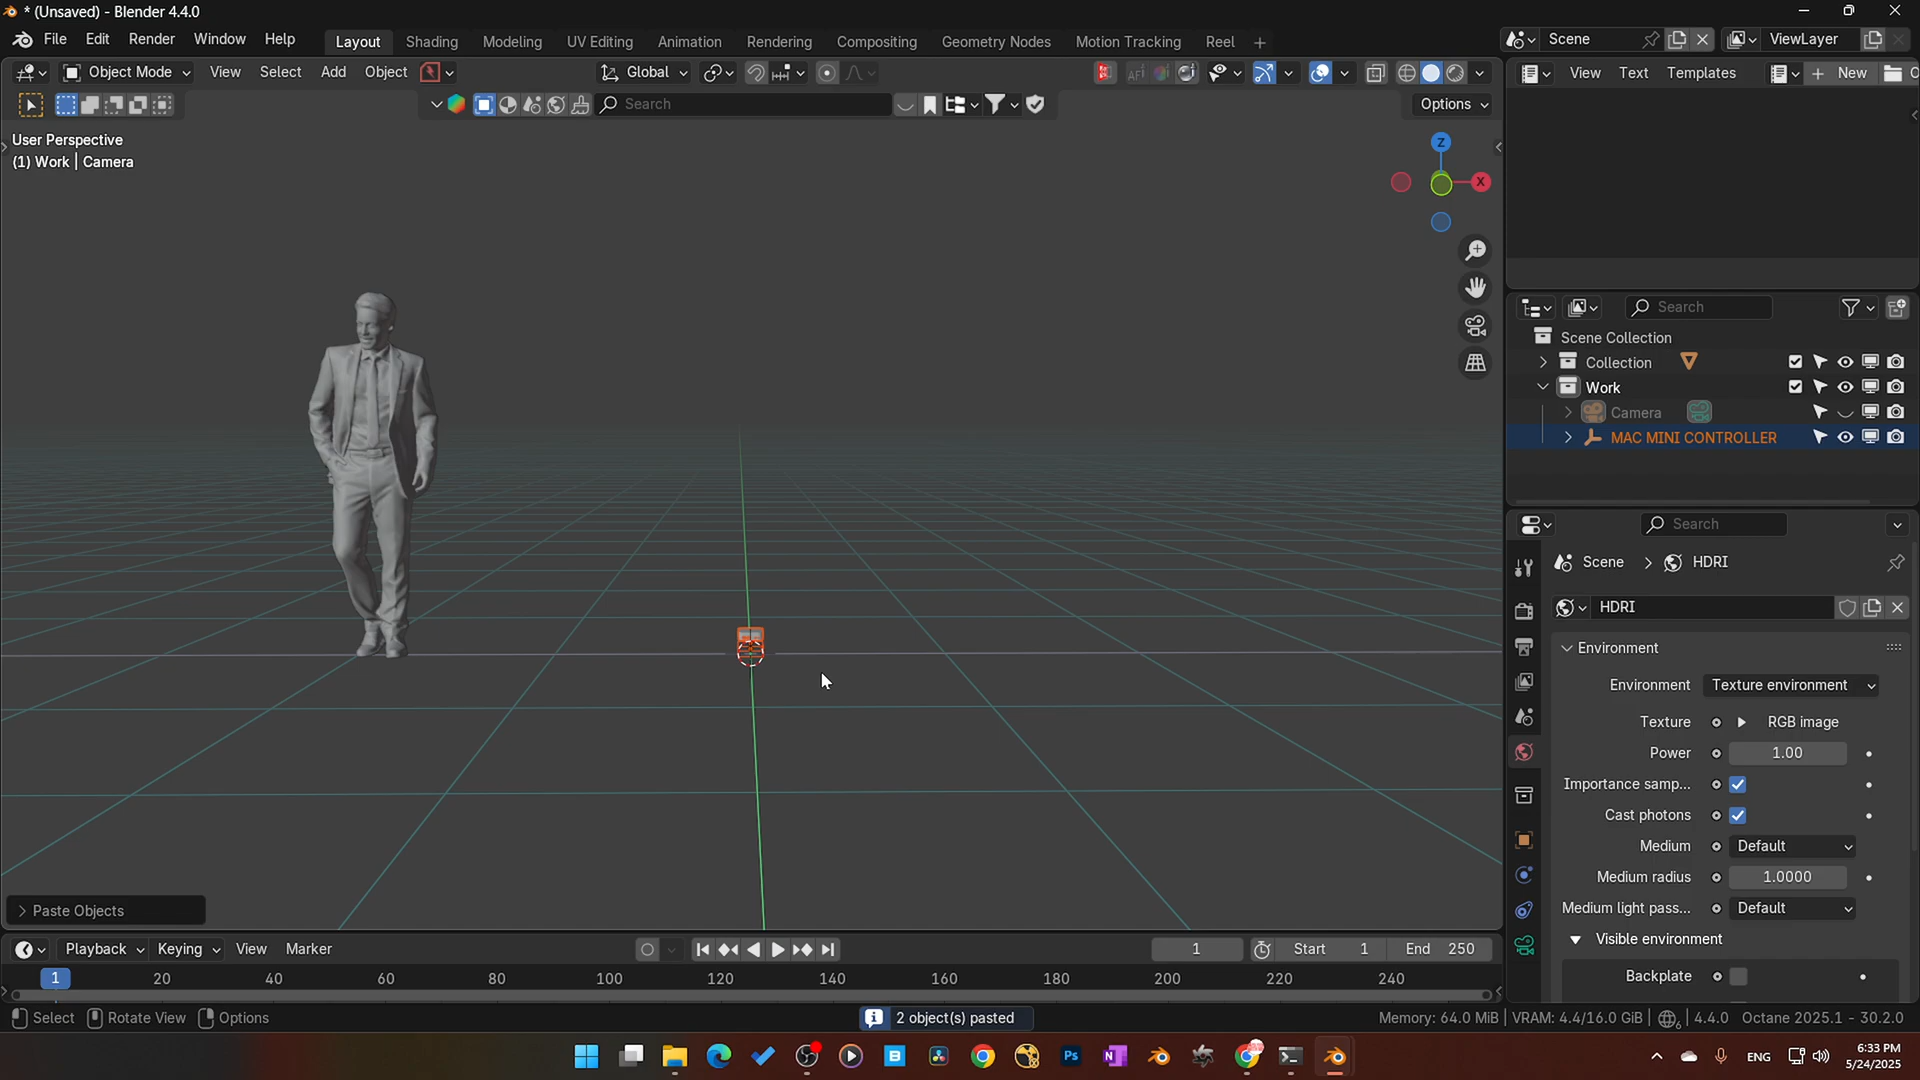 * (Unsaved) - Blender 4.4.0
File Edit Render Window Help Layout Shading Modeling UV Editing Animation Rendering Compositing Geometry Nodes Motion Tracking Reel + Scene ViewLayer
Object Mode View Select Add Object Global View Text Templates New
Search Options
User Perspective
(1) Work | Camera
Z
X
Search
Scene Collection
Collection
Work
Camera
MAC MINI CONTROLLER
Search
Scene > HDRI
HDRI
Environment
Environment Texture environment
Texture RGB image
Power 1.00
Importance samp...
Cast photons
Medium Default
Medium radius 1.0000
Medium light pass... Default
Visible environment
Backplate
> Paste Objects
Playback Keying View Marker 1 Start 1 End 250
1 20 40 60 80 100 120 140 160 180 200 220 240
Select Rotate View Options 2 object(s) pasted Memory: 64.0 MiB | VRAM: 4.4/16.0 GiB | 6 | 4.4.0 Octane 2025.1 - 30.2.0
Ps N ENG 6:33 PM
5/24/2025